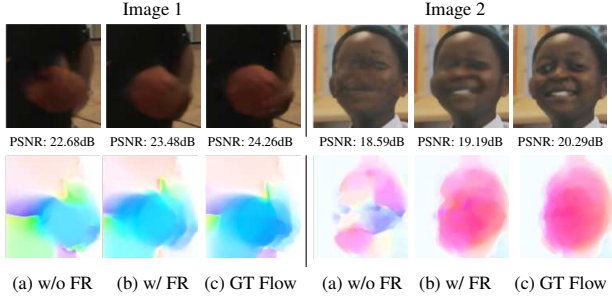 Image 1 Image 2
PSNR: 22.68dB PSNR: 23.48dB PSNR: 24.26dB PSNR: 18.59dB PSNR: 19.19dB PSNR: 20.29dB
(a) w/o FR (b) w/ FR (c) GT Flow (a) w/o FR (b) w/ FR (c) GT Flow